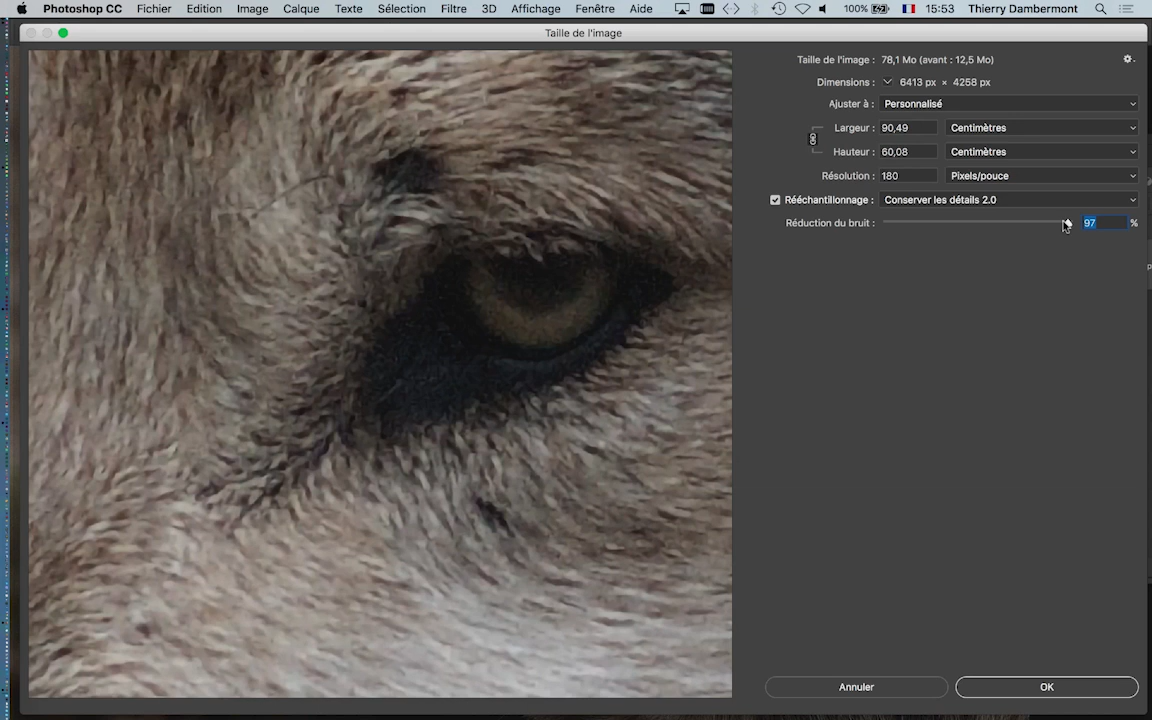 Photoshop CC Fichier Edition Image Calque Texte Sélection Filtre 3D Affichage Fenêtre Aide 100% 15:53 Thierry Dambermont
Taille de l'image
Taille de l'image : 78,1 Mo (avant : 12,5 Mo)
Dimensions : 6413 px × 4258 px
Ajuster à : Personnalisé
Largeur : 90,49 Centimètres
Hauteur : 60,08 Centimètres
Résolution : 180 Pixels/pouce
Rééchantillonnage : Conserver les détails 2.0
Réduction du bruit : 97 %
Annuler OK